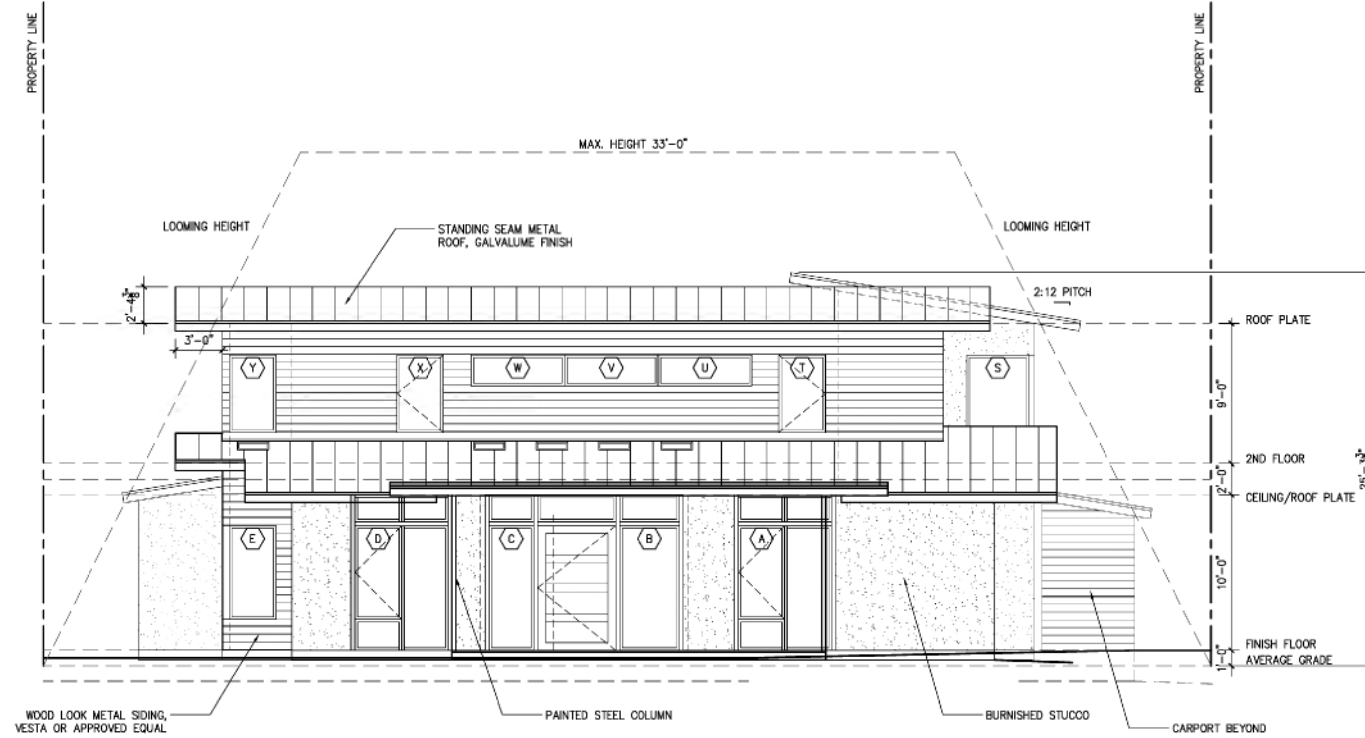 PROPERTY LINE
PROPERTY LINE
MAX. HEIGHT 33'-0"
LOOMING HEIGHT
LOOMING HEIGHT
STANDING SEAM METAL
ROOF, GALVALUME FINISH
2:12 PITCH
ROOF PLATE
3'-0"
Y
X
W
V
U
T
S
9'-0"
2ND FLOOR
2'-0"
CEILING/ROOF PLATE
E
D
C
B
A
10'-0"
FINISH FLOOR
AVERAGE GRADE
1'-0"
WOOD LOOK METAL SIDING,
VESTA OR APPROVED EQUAL
PAINTED STEEL COLUMN
BURNISHED STUCCO
CARPORT BEYOND